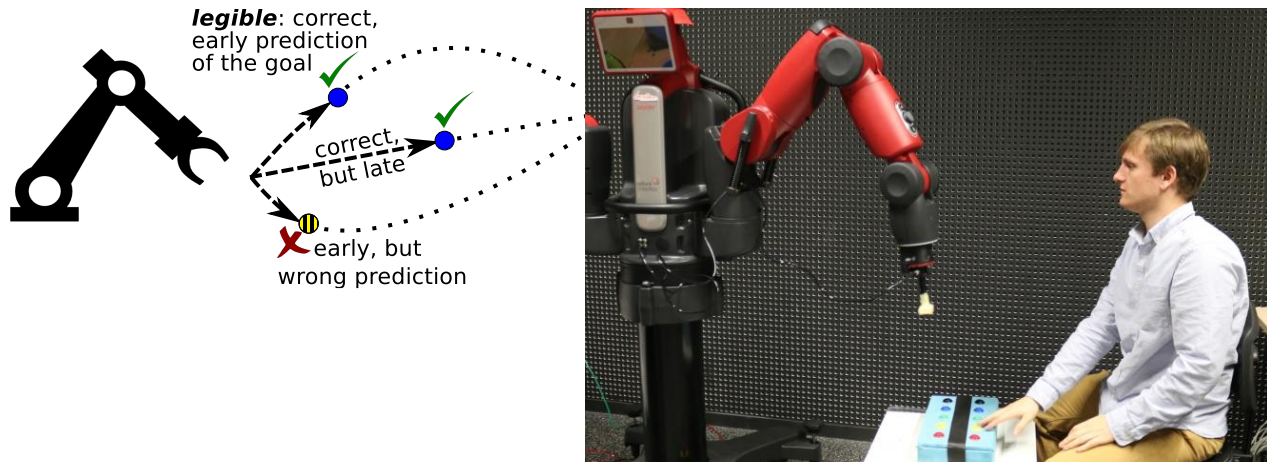 legible: correct,
early prediction
of the goal
correct,
but late
early, but
wrong prediction